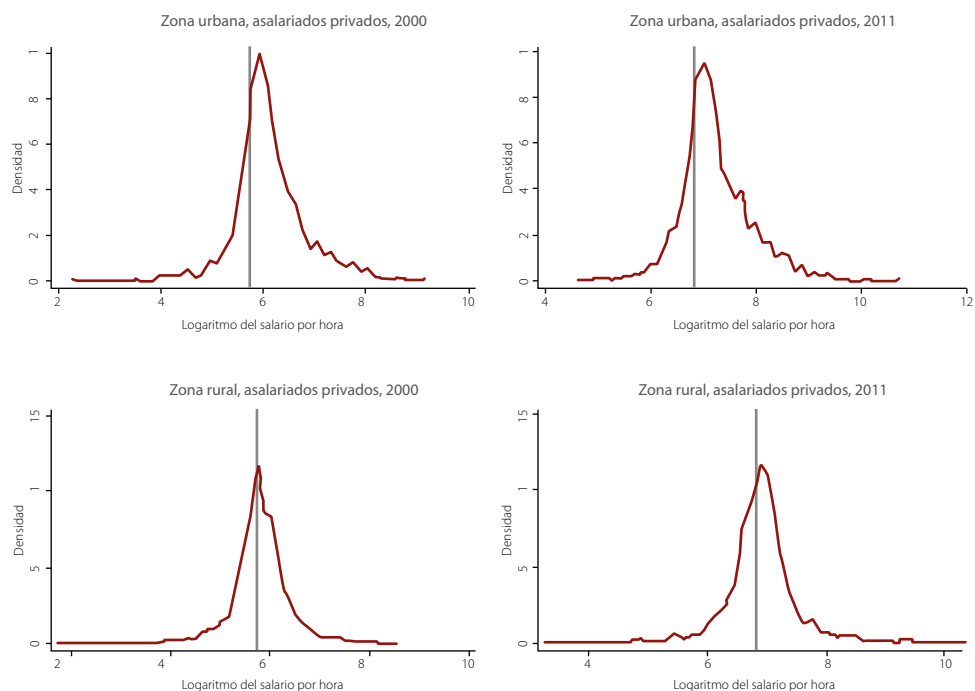 Zona urbana, asalariados privados, 2000
1
8
6
4
2
0
Densidad
2 4 6 8 10
Logaritmo del salario por hora
Zona urbana, asalariados privados, 2011
1
8
6
4
2
0
Densidad
4 6 8 10 12
Logaritmo del salario por hora
Zona rural, asalariados privados, 2000
15
1
5
0
Densidad
2 4 6 8 10
Logaritmo del salario por hora
Zona rural, asalariados privados, 2011
15
1
5
0
Densidad
4 6 8 10
Logaritmo del salario por hora